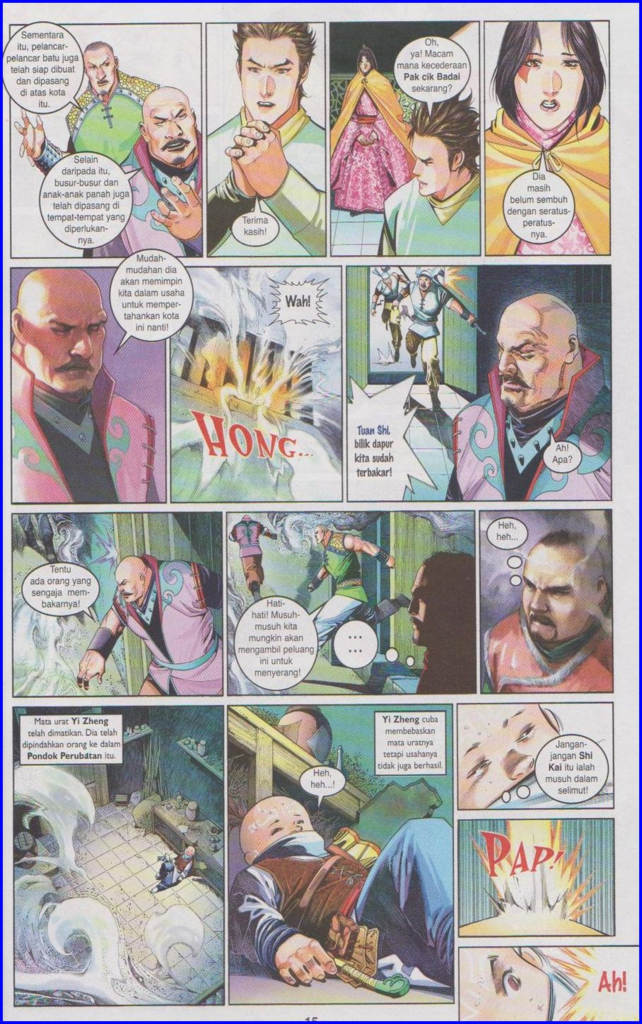 Sementara
itu, pelancar-
pelancar batu juga
telah siap dibuat
dan dipasang
di atas kota
itu.
Selain
daripada itu,
busur-busur dan
anak-anak panah juga
telah dipasang di
tempat-tempat yang
diperlukan-
nya.
Terima
kasih!
Oh,
ya! Macam
mana kecederaan
Pak cik Badai
sekarang?
Dia
masih
belum sembuh
dengan seratus-
peratus-
nya.
Mudah-
mudahan dia
akan memimpin
kita dalam usaha
untuk memper-
tahankan kota
ini nanti!
Wah!
HONG...
Tuan Shi,
bilik dapur
kita sudah
terbakar!
Ah!
Apa?
Tentu
ada orang yang
sengaja mem-
bakarnya!
Hati-
hati! Musuh-
musuh kita
mungkin akan
mengambil peluang
ini untuk
menyerang!
...
...
Heh,
heh...
Mata urat Yi Zheng
telah dimatikan. Dia telah
dipindahkan orang ke dalam
Pondok Perubatan itu.
Yi Zheng cuba
membebaskan
mata uratnya
tetapi usahanya
tidak juga berhasil.
Heh,
heh...!
Jangan-
jangan Shi
Kai itu ialah
musuh dalam
selimut!
PAP!
Ah!
15